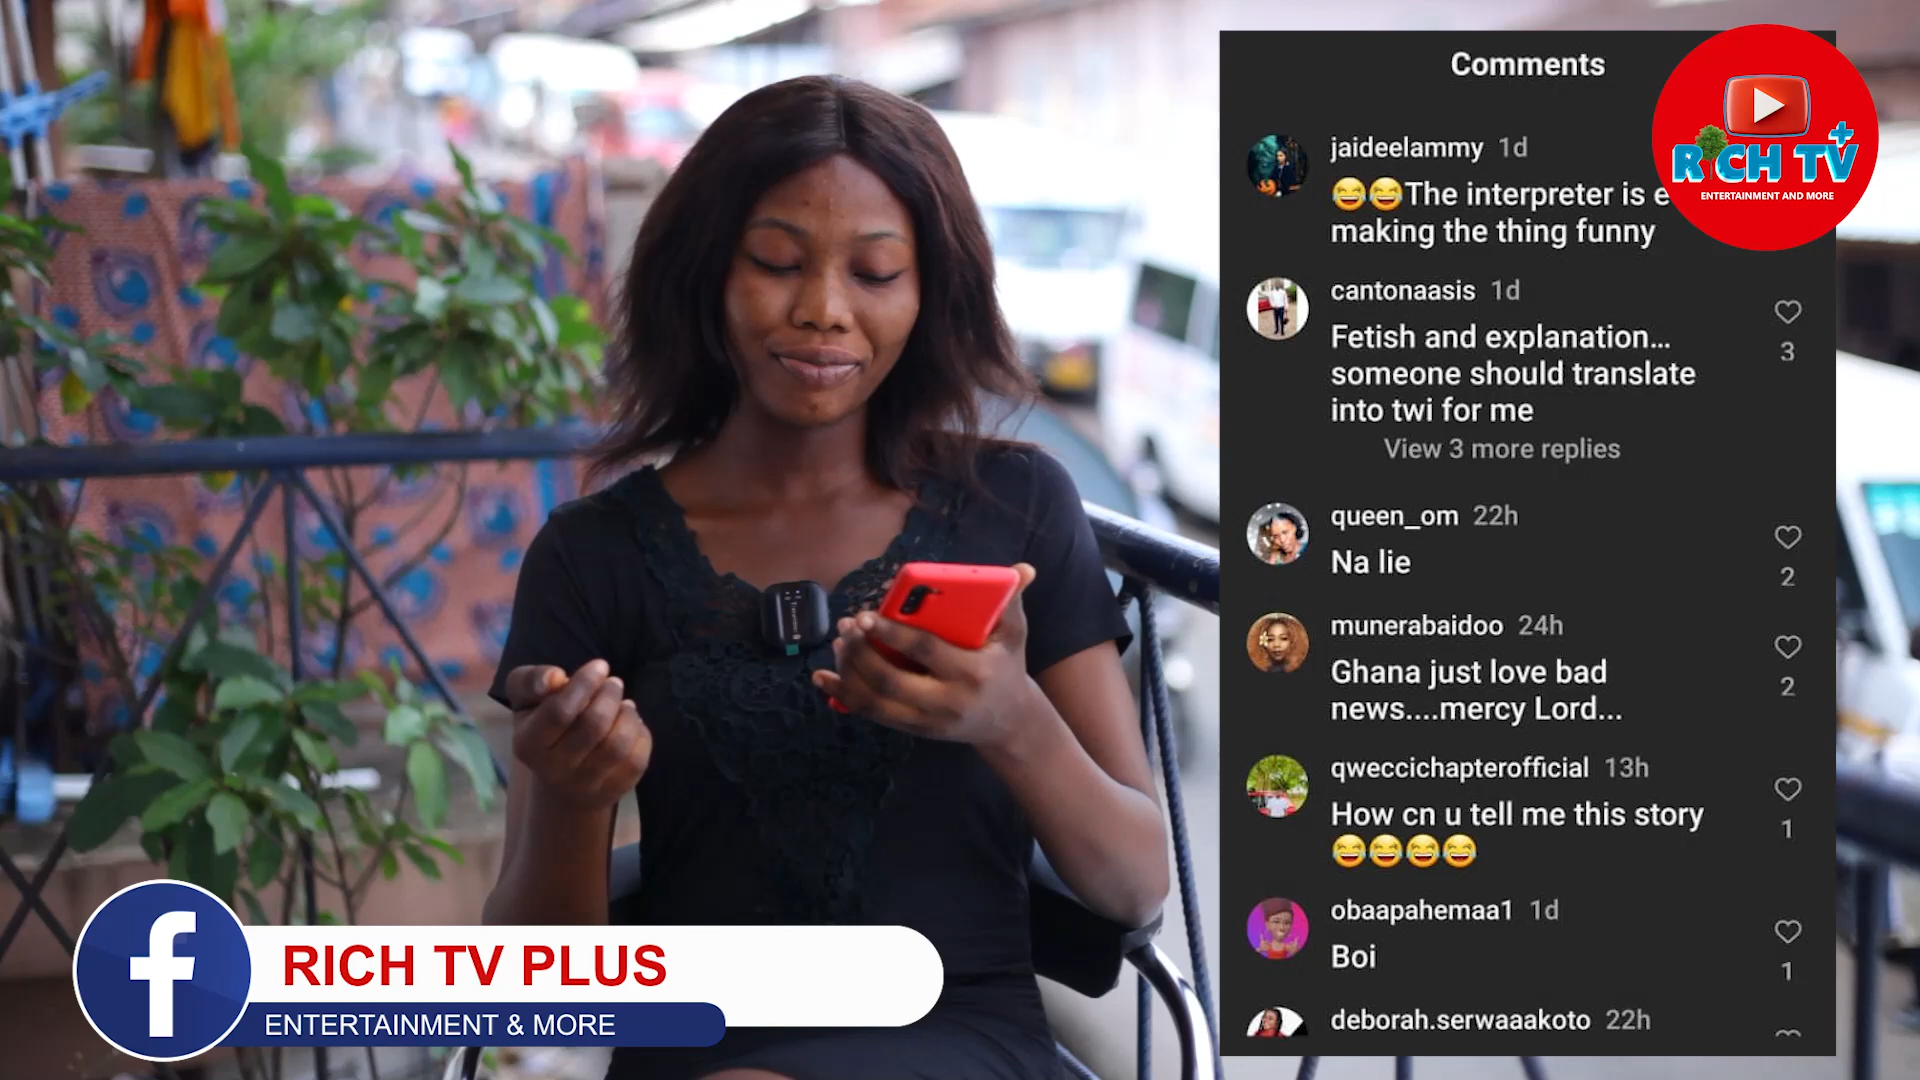 Comments
jaideelammy 1d
😂😂The interpreter is
making the thing funny
cantonaasis 1d
Fetish and explanation...
someone should translate
into twi for me
View 3 more replies
3
queen_om 22h
Na lie
2
munerabaidoo 24h
Ghana just love bad
news....mercy Lord...
2
qweccichapterofficial 13h
How cn u tell me this story
😂😂😂😂
1
obaapahemaa1 1d
Boi
1
deborah.serwaaakoto 22h
RICH TV+
ENTERTAINMENT AND MORE
f
RICH TV PLUS
ENTERTAINMENT & MORE